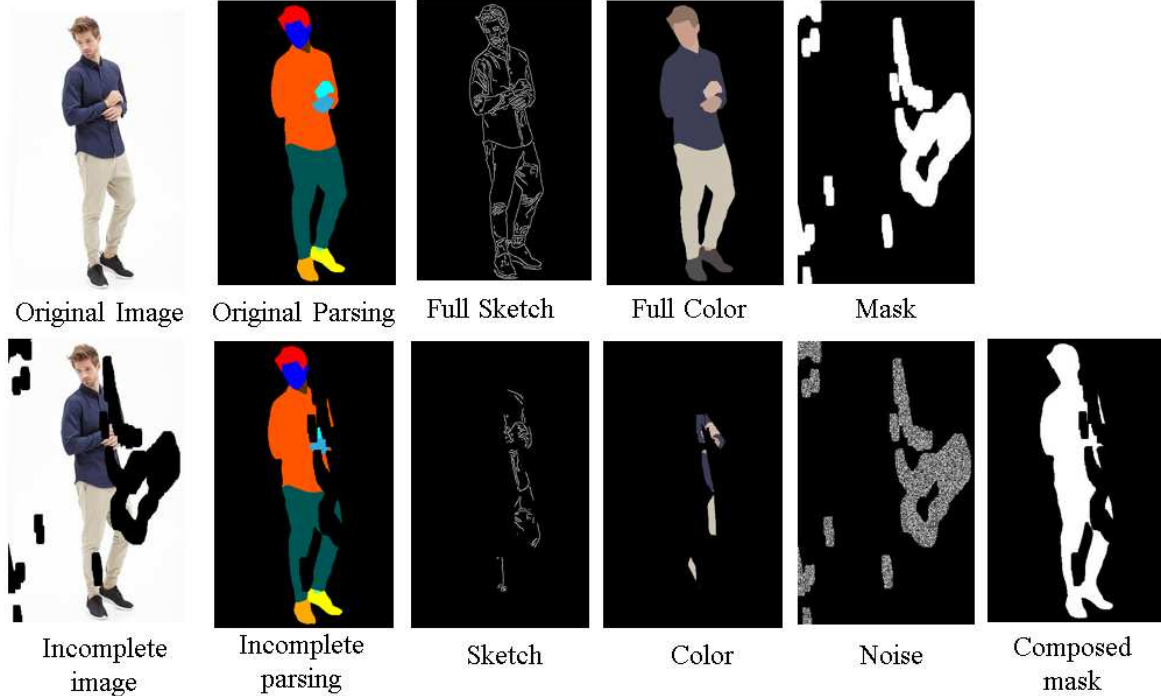 Original Image
Original Parsing
Full Sketch
Full Color
Mask
Incomplete
image
Incomplete
parsing
Sketch
Color
Noise
Composed
mask